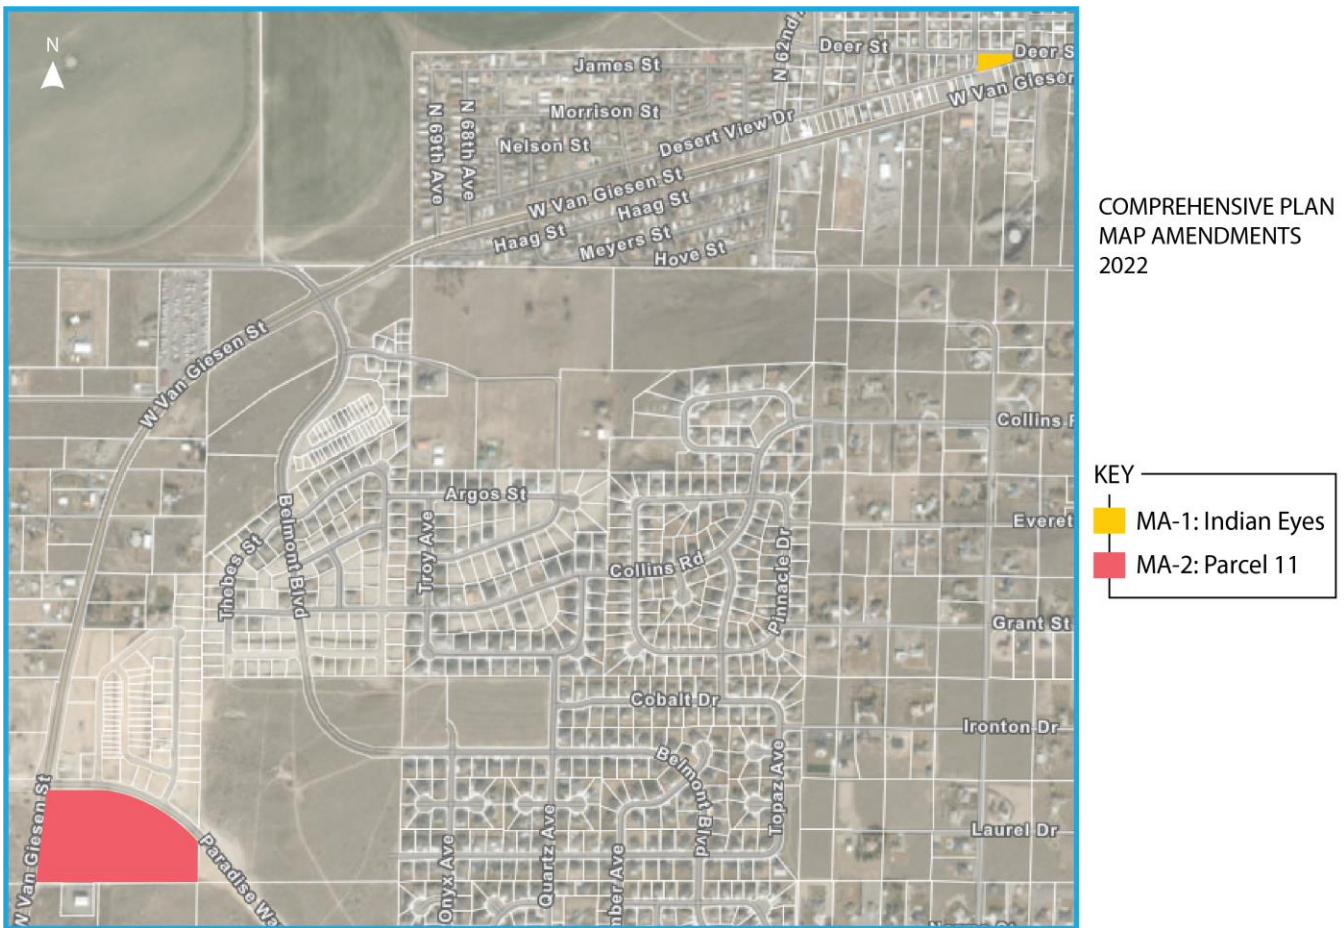 N
N 62nd
Deer St
Deer S
James St
N 69th Ave
N 68th Ave
Morrison St
W Van Giesen
Desert View Dr
Nelson St
W Van Giesen St
Haag St
Haag St
Meyers St
Hove St
COMPREHENSIVE PLAN
MAP AMENDMENTS
2022
W Van Giesen St
Collins R
KEY
MA-1: Indian Eyes
MA-2: Parcel 11
Argos St
Belmont Blvd
Troy Ave
Everet
Thebes St
Collins Rd
Pinnacle Dr
Grant St
Cobalt Dr
Ironton Dr
Belmont Blvd
Topaz Ave
W Van Giesen St
Paradise Wa
Laurel Dr
Onyx Ave
Quartz Ave
mber Ave